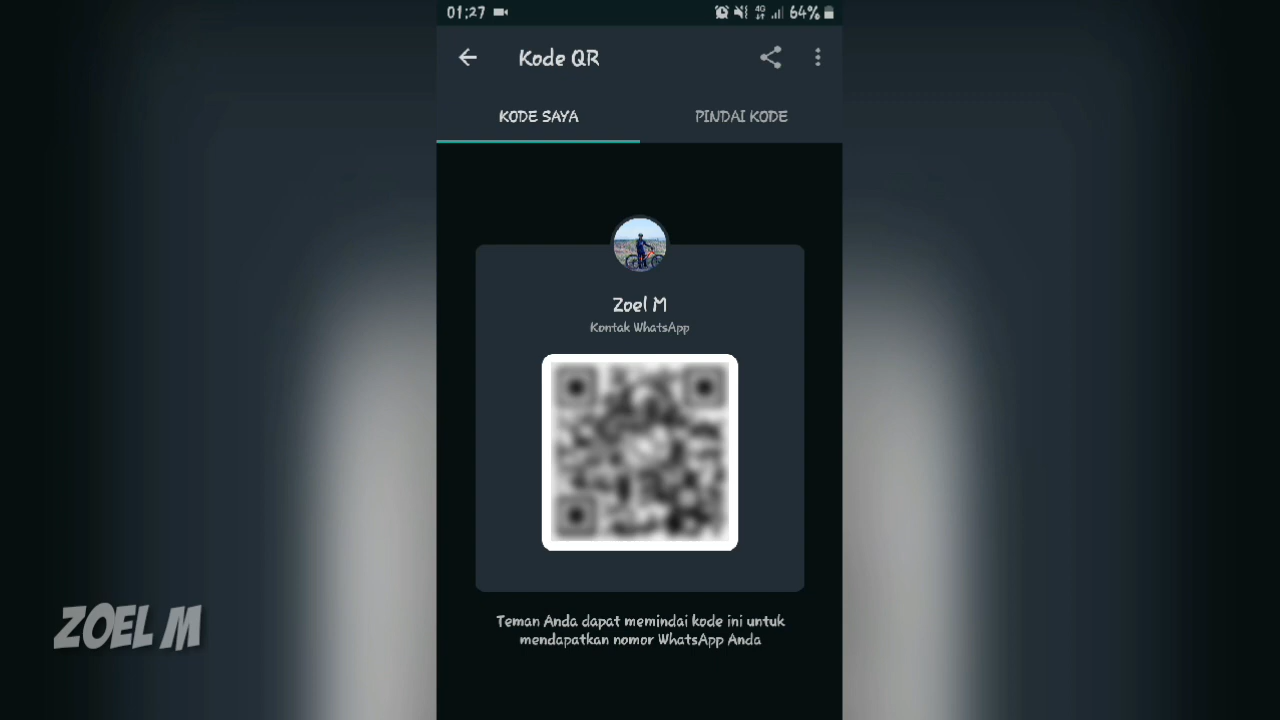 01:27
4G
64%
Kode QR
KODE SAYA
PINDAI KODE
Zoel M
Kontak WhatsApp
Teman Anda dapat memindai kode ini untuk
mendapatkan nomor WhatsApp Anda
ZOEL M